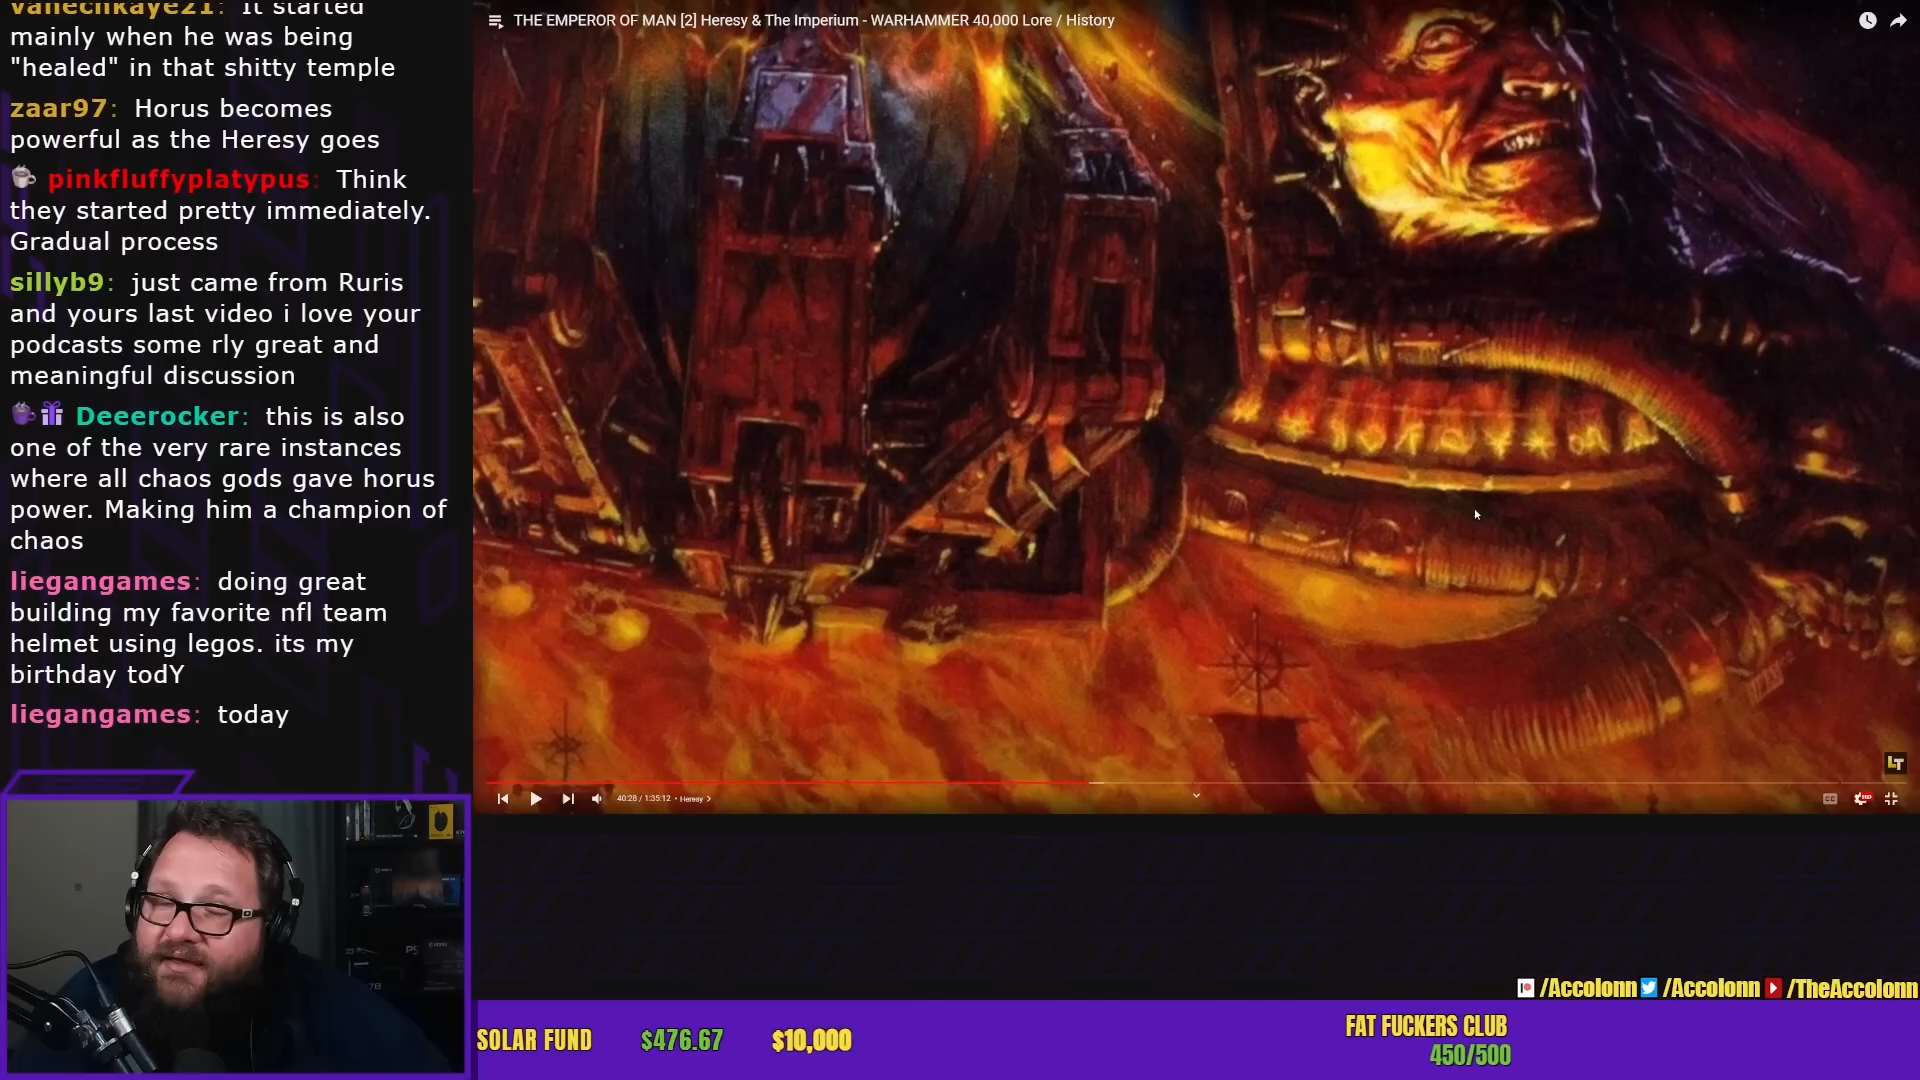 vanechkaye21: It started
mainly when he was being
"healed" in that shitty temple
zaar97: Horus becomes
powerful as the Heresy goes
pinkfluffyplatypus: Think
they started pretty immediately.
Gradual process
sillyb9: just came from Ruris
and yours last video i love your
podcasts some rly great and
meaningful discussion
Deeerocker: this is also
one of the very rare instances
where all chaos gods gave horus
power. Making him a champion of
chaos
liegangames: doing great
building my favorite nfl team
helmet using legos. its my
birthday todY
liegangames: today
THE EMPEROR OF MAN [2] Heresy & The Imperium - WARHAMMER 40,000 Lore / History
LT
40:28 / 1:35:12 • Heresy >
CC
HD
/Accolonn /Accolonn /TheAccolonn
SOLAR FUND $476.67 $10,000
FAT FUCKERS CLUB
450/500